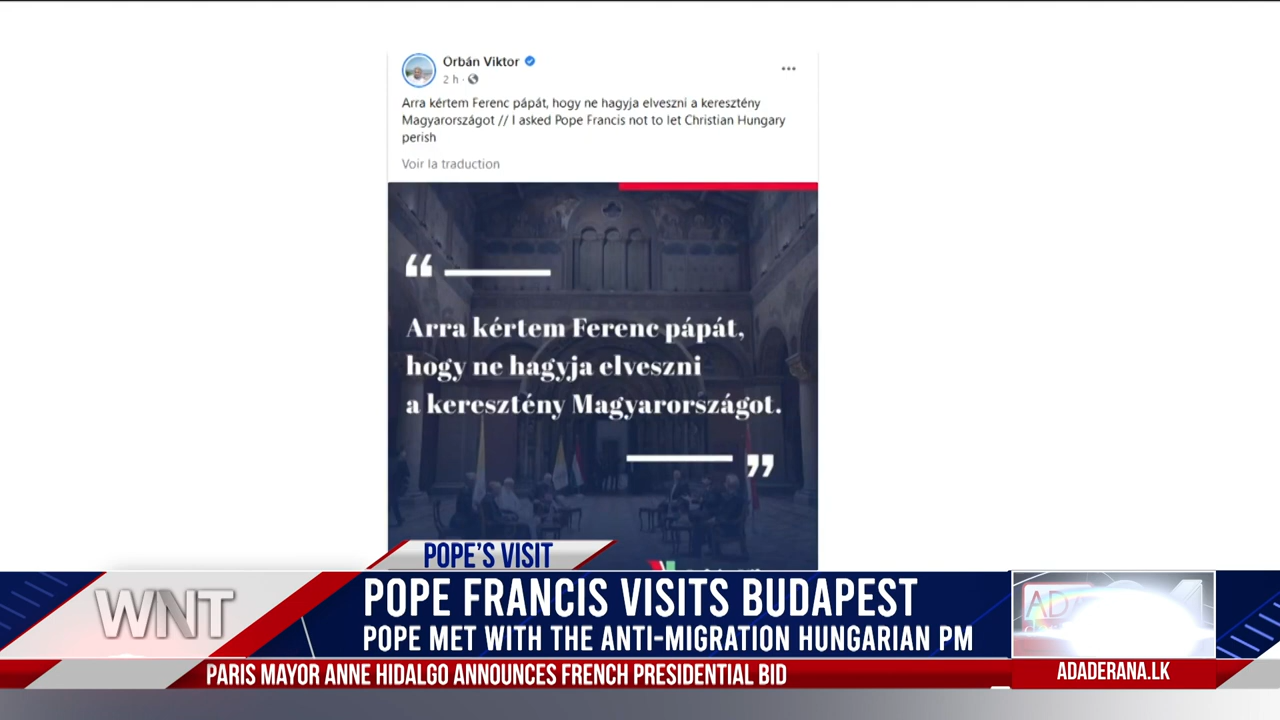 Orbán Viktor
2 h ·
Arra kértem Ferenc pápát, hogy ne hagyja elveszni a keresztény
Magyarországot // I asked Pope Francis not to let Christian Hungary
perish
Voir la traduction
“
Arra kértem Ferenc pápát,
hogy ne hagyja elveszni
a keresztény Magyarországot.
”
POPE'S VISIT
WNT
POPE FRANCIS VISITS BUDAPEST
POPE MET WITH THE ANTI-MIGRATION HUNGARIAN PM
PARIS MAYOR ANNE HIDALGO ANNOUNCES FRENCH PRESIDENTIAL BID
ADADERANA.LK